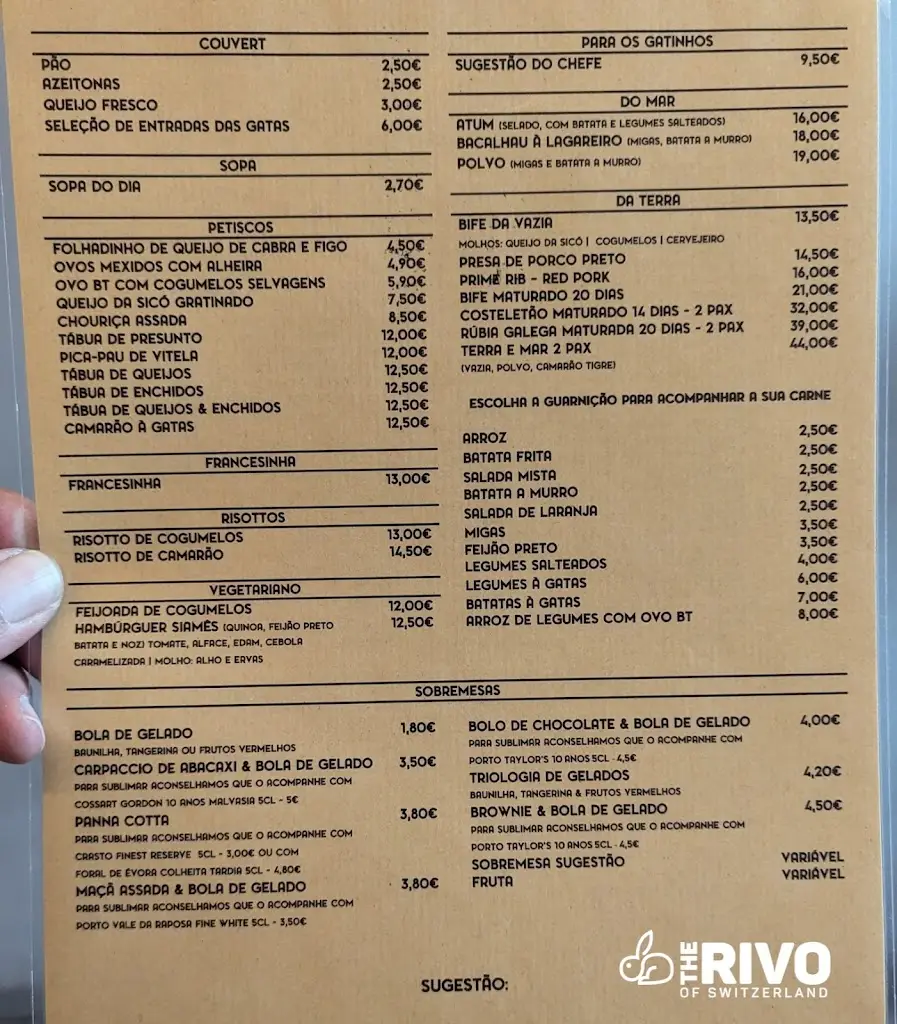 COUVERT
PÃO 2,50€
AZEITONAS 2,50€
QUEIJO FRESCO 3,00€
SELEÇÃO DE ENTRADAS DAS GATAS 6,00€
SOPA
SOPA DO DIA 2,70€
PETISCOS
FOLHADINHO DE QUEIJO DE CABRA E FIGO 4,50€
OVOS MEXIDOS COM ALHEIRA 4,90€
OVO BT COM COGUMELOS SELVAGENS 5,90€
QUEIJO DA SICÓ GRATINADO 7,50€
CHOURIÇA ASSADA 8,50€
TÁBUA DE PRESUNTO 12,00€
PICA-PAU DE VITELA 12,00€
TÁBUA DE QUEIJOS 12,50€
TÁBUA DE ENCHIDOS 12,50€
TÁBUA DE QUEIJOS & ENCHIDOS 12,50€
CAMARÃO À GATAS 12,50€
FRANCESINHA
FRANCESINHA 13,00€
RISOTTOS
RISOTTO DE COGUMELOS 13,00€
RISOTTO DE CAMARÃO 14,50€
VEGETARIANO
FEIJOADA DE COGUMELOS 12,00€
HAMBÚRGUER SIAMÊS (QUINOA, FEIJÃO PRETO 12,50€
BATATA E NOZ) TOMATE, ALFACE, EDAM, CEBOLA
CARAMELIZADA | MOLHO: ALHO E ERVAS
PARA OS GATINHOS
SUGESTÃO DO CHEFE 9,50€
DO MAR
ATUM (SELADO, COM BATATA E LEGUMES SALTEADOS) 16,00€
BACALHAU À LAGAREIRO (MIGAS, BATATA A MURRO) 18,00€
POLVO (MIGAS E BATATA A MURRO) 19,00€
DA TERRA
BIFE DA VAZIA 13,50€
MOLHOS: QUEIJO DA SICÓ | COGUMELOS | CERVEJEIRO
PRESA DE PORCO PRETO 14,50€
PRIME RIB - RED PORK 16,00€
BIFE MATURADO 20 DIAS 21,00€
COSTELETÃO MATURADO 14 DIAS - 2 PAX 32,00€
RÚBIA GALEGA MATURADA 20 DIAS - 2 PAX 39,00€
TERRA E MAR 2 PAX 44,00€
(VAZIA, POLVO, CAMARÃO TIGRE)
ESCOLHA A GUARNIÇÃO PARA ACOMPANHAR A SUA CARNE
ARROZ 2,50€
BATATA FRITA 2,50€
SALADA MISTA 2,50€
BATATA A MURRO 2,50€
SALADA DE LARANJA 2,50€
MIGAS 3,50€
FEIJÃO PRETO 3,50€
LEGUMES SALTEADOS 4,00€
LEGUMES À GATAS 6,00€
BATATAS À GATAS 7,00€
ARROZ DE LEGUMES COM OVO BT 8,00€
SOBREMESAS
BOLA DE GELADO 1,80€
BAUNILHA, TANGERINA OU FRUTOS VERMELHOS
CARPACCIO DE ABACAXI & BOLA DE GELADO 3,50€
PARA SUBLIMAR ACONSELHAMOS QUE O ACOMPANHE COM
COSSART GORDON 10 ANOS MALVASIA 5CL - 5€
PANNA COTTA 3,80€
PARA SUBLIMAR ACONSELHAMOS QUE O ACOMPANHE COM
CRASTO FINEST RESERVE 5CL - 3,00€ OU COM
FORAL DE ÉVORA COLHEITA TARDIA 5CL - 4,80€
MAÇÃ ASSADA & BOLA DE GELADO 3,80€
PARA SUBLIMAR ACONSELHAMOS QUE O ACOMPANHE COM
PORTO VALE DA RAPOSA FINE WHITE 5CL - 3,50€
BOLO DE CHOCOLATE & BOLA DE GELADO 4,00€
PARA SUBLIMAR ACONSELHAMOS QUE O ACOMPANHE COM
PORTO TAYLOR'S 10 ANOS 5CL - 4,5€
TRIOLOGIA DE GELADOS 4,20€
BAUNILHA, TANGERINA & FRUTOS VERMELHOS
BROWNIE & BOLA DE GELADO 4,50€
PARA SUBLIMAR ACONSELHAMOS QUE O ACOMPANHE COM
PORTO TAYLOR'S 10 ANOS 5CL - 4,5€
SOBREMESA SUGESTÃO VARIÁVEL
FRUTA VARIÁVEL
SUGESTÃO:
THE RIVO
OF SWITZERLAND